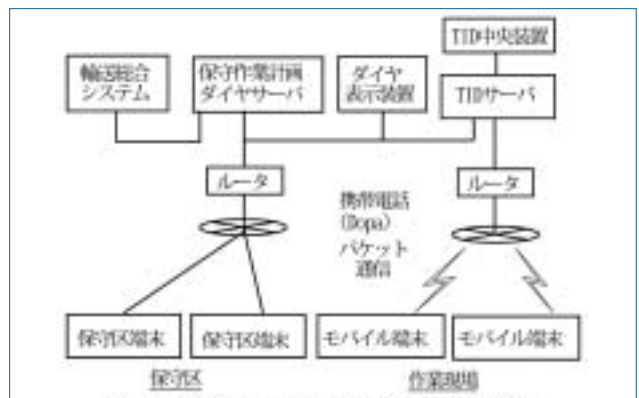 TID中央装置
輸送総合
システム
保守作業計画
ダイヤサーバ
ダイヤ
表示装置
TIDサーバ
ルータ
ルータ
携帯電話
(Dopa)
パケット
通信
保守区端末
保守区端末
モバイル端末
モバイル端末
保守区
作業現場